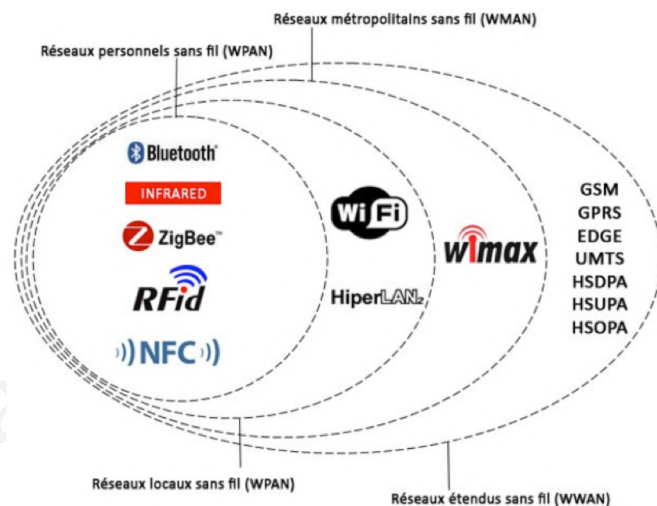 Réseaux métropolitains sans fil (WMAN)
Réseaux personnels sans fil (WPAN)
Bluetooth
INFRARED
ZigBee™
RFid
NFC
WiFi
HiperLAN2
wimax
GSM
GPRS
EDGE
UMTS
HSDPA
HSUPA
HSOPA
Réseaux locaux sans fil (WPAN)
Réseaux étendus sans fil (WWAN)